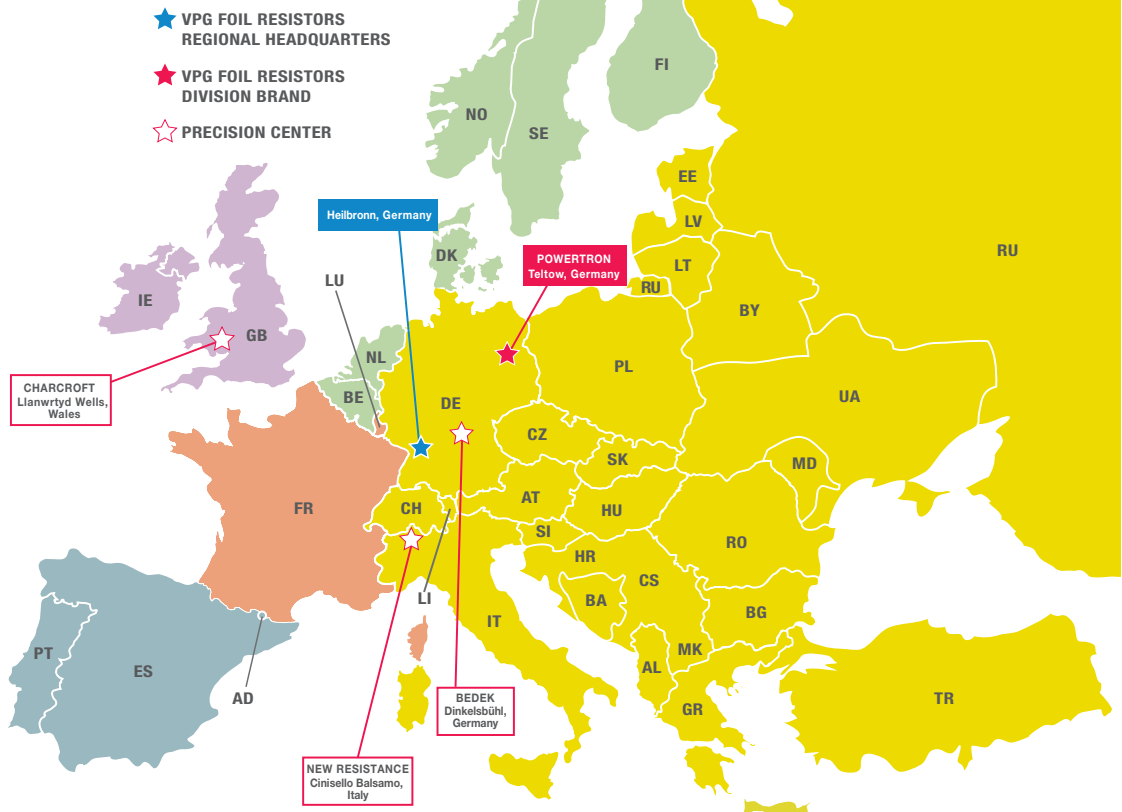 VPG FOIL RESISTORS
REGIONAL HEADQUARTERS
VPG FOIL RESISTORS
DIVISION BRAND
PRECISION CENTER
FI
NO
SE
EE
Heilbronn, Germany
LV
RU
DK
POWERTRON
Teltow, Germany
LT
LU
RU
IE
BY
GB
NL
PL
CHARCROFT
Llanwrtyd Wells,
Wales
BE
DE
UA
CZ
SK
MD
AT
FR
CH
HU
SI
RO
HR
CS
LI
BA
BG
IT
PT
MK
ES
AL
AD
BEDEK
Dinkelsbühl,
Germany
TR
GR
NEW RESISTANCE
Cinisello Balsamo,
Italy